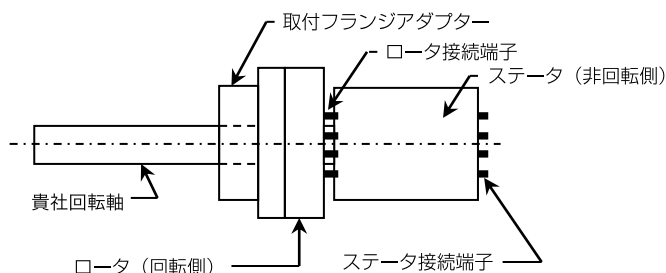 取付フランジアダプター
ロータ接続端子
ステータ（非回転側）
貴社回転軸
ロータ（回転側）
ステータ接続端子